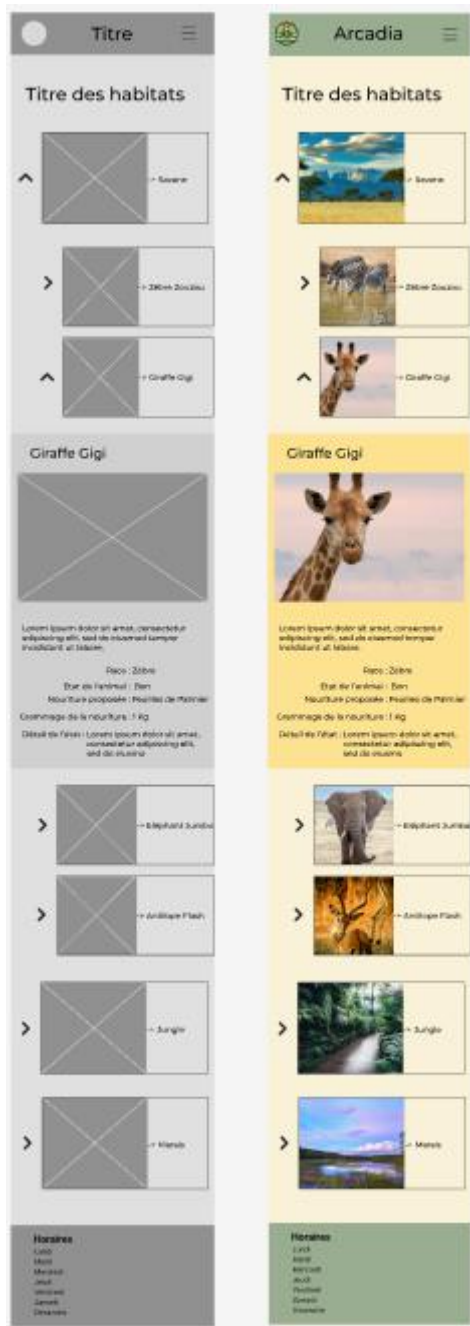 Titre
Titre des habitats
-> Savane
-> Zèbre Zouzou
-> Giraffe Gigi
Giraffe Gigi
Lorem ipsum dolor sit amet, consectetur
adipiscing elit, sed do eiusmod tempor
incididunt ut labore.
Race : Zèbre
Etat de l'animal : Bon
Nourriture proposée : Feuilles de Palmier
Grammage de la nouriture : 1 Kg
Détail de l'état : Lorem ipsum dolor sit amet,
consectetur adipiscing elit,
sed do eiusmo
-> Eléphant Jumbo
-> Antilope Flash
-> Jungle
-> Marais
Horaires
Lundi
Mardi
Mercredi
Jeudi
Vendredi
Samedi
Dimanche
Arcadia
Titre des habitats
-> Savane
-> Zèbre Zouzou
-> Giraffe Gigi
Giraffe Gigi
Lorem ipsum dolor sit amet, consectetur
adipiscing elit, sed do eiusmod tempor
incididunt ut labore.
Race : Zèbre
Etat de l'animal : Bon
Nourriture proposée : Feuilles de Palmier
Grammage de la nouriture : 1 Kg
Détail de l'état : Lorem ipsum dolor sit amet,
consectetur adipiscing elit,
sed do eiusmo
-> Eléphant Jumbo
-> Antilope Flash
-> Jungle
-> Marais
Horaires
Lundi
Mardi
Mercredi
Jeudi
Vendredi
Samedi
Dimanche